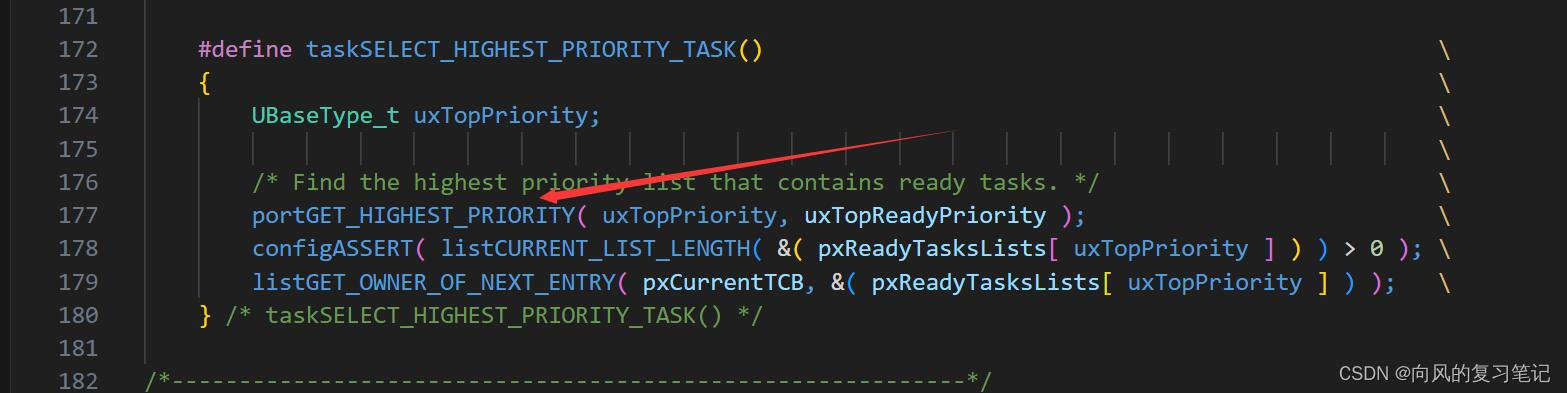 171
172 #define taskSELECT_HIGHEST_PRIORITY_TASK() \
173 { \
174 UBaseType_t uxTopPriority; \
175 \
176 /* Find the highest priority list that contains ready tasks. */ \
177 portGET_HIGHEST_PRIORITY( uxTopPriority, uxTopReadyPriority ); \
178 configASSERT( listCURRENT_LIST_LENGTH( &( pxReadyTasksLists[ uxTopPriority ] ) ) > 0 ); \
179 listGET_OWNER_OF_NEXT_ENTRY( pxCurrentTCB, &( pxReadyTasksLists[ uxTopPriority ] ) ); \
180 } /* taskSELECT_HIGHEST_PRIORITY_TASK() */
181
182 /*-----------------------------------------------------------*/
CSDN @向风的复习笔记